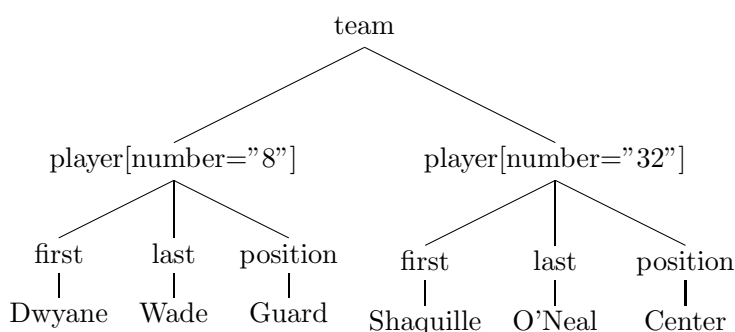 team
player[number=”8”] player[number=”32”]
first last position first last position
Dwyane Wade Guard Shaquille O'Neal Center